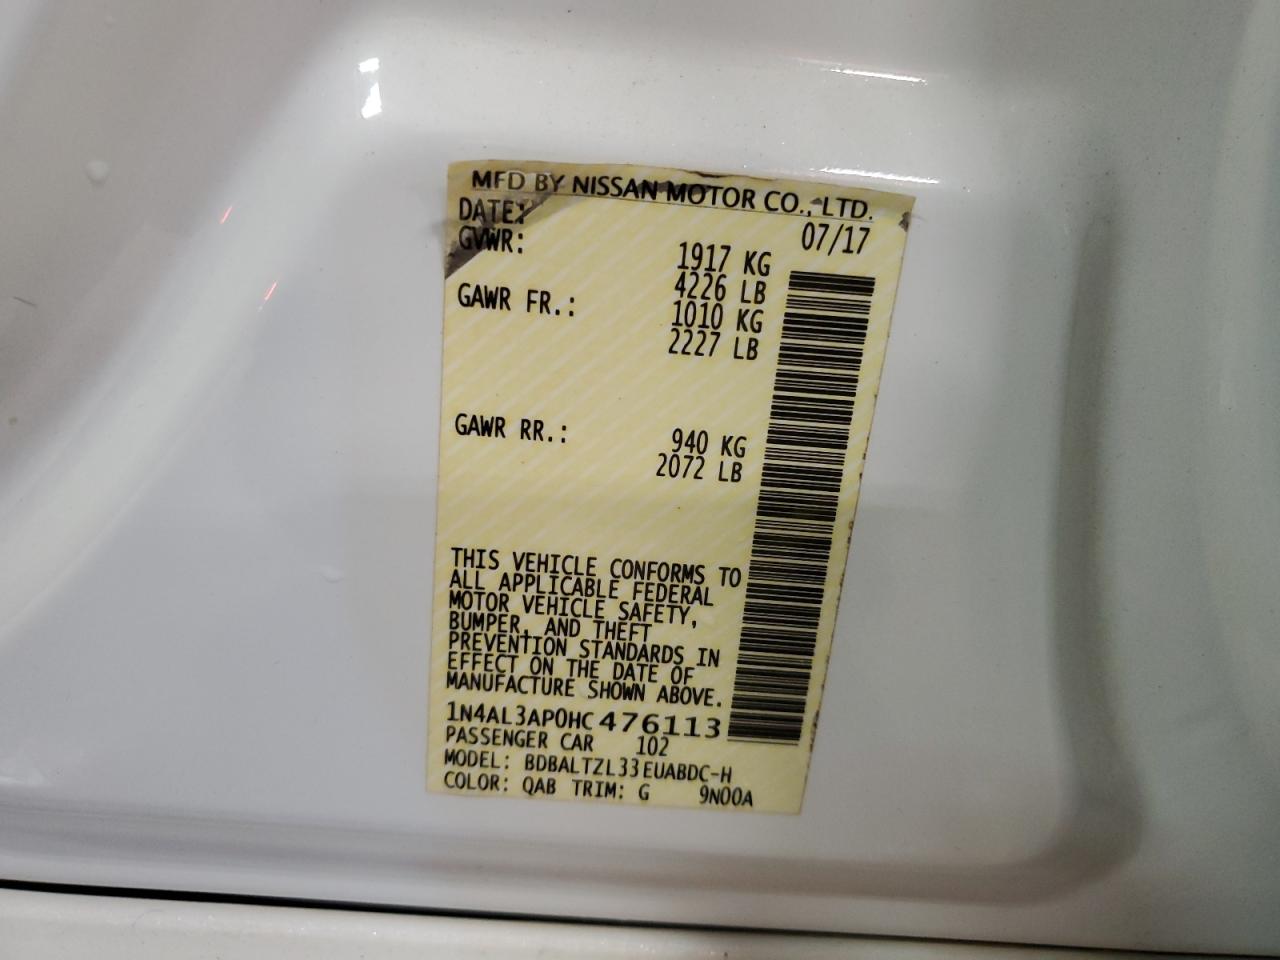 MFD BY NISSAN MOTOR CO., LTD.
DATE: 07/17
GVWR: 1917 KG
4226 LB
GAWR FR.: 1010 KG
2227 LB
GAWR RR.: 940 KG
2072 LB
THIS VEHICLE CONFORMS TO
ALL APPLICABLE FEDERAL
MOTOR VEHICLE SAFETY,
BUMPER, AND THEFT
PREVENTION STANDARDS IN
EFFECT ON THE DATE OF
MANUFACTURE SHOWN ABOVE.
1N4AL3AP0HC476113
PASSENGER CAR 102
MODEL: BDBALTZL33EUABDC-H
COLOR: QAB TRIM: G 9N00A